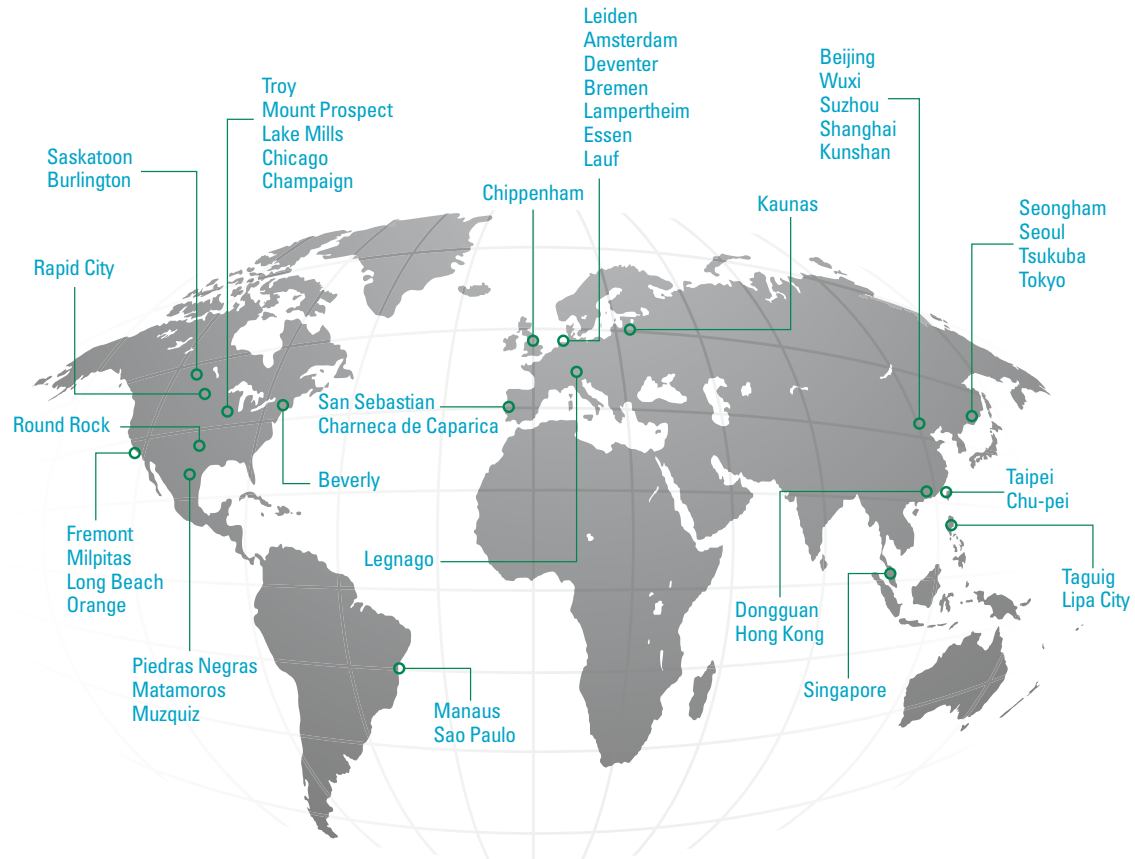 Leiden
Amsterdam
Deventer
Bremen
Lampertheim
Essen
Lauf
Beijing
Wuxi
Suzhou
Shanghai
Kunshan
Troy
Mount Prospect
Lake Mills
Chicago
Champaign
Saskatoon
Burlington
Chippenham
Kaunas
Seongham
Seoul
Tsukuba
Tokyo
Rapid City
San Sebastian
Charneca de Caparica
Round Rock
Beverly
Taipei
Chu-pei
Fremont
Milpitas
Long Beach
Orange
Legnago
Taguig
Lipa City
Dongguan
Hong Kong
Piedras Negras
Matamoros
Muzquiz
Singapore
Manaus
Sao Paulo